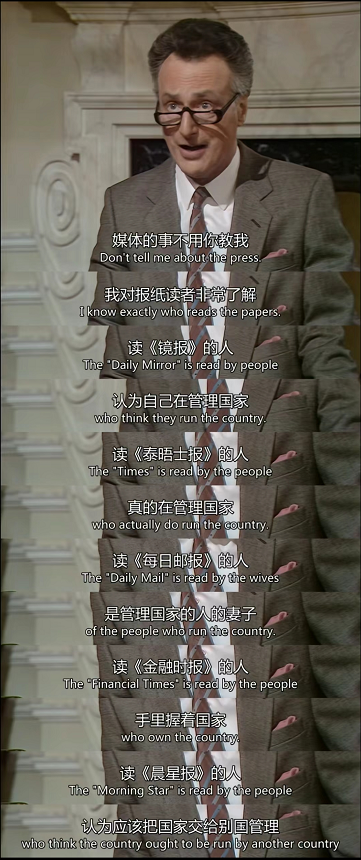 媒体的事不用你教我
Don't tell me about the press.
我对报纸读者非常了解
I know exactly who reads the papers.
读《镜报》的人
The "Daily Mirror" is read by people
认为自己在管理国家
who think they run the country.
读《泰晤士报》的人
The "Times" is read by the people
真的在管理国家
who actually do run the country.
读《每日邮报》的人
The "Daily Mail" is read by the wives
是管理国家的人的妻子
of the people who run the country.
读《金融时报》的人
The "Financial Times" is read by the people
手里握着国家
who own the country.
读《晨星报》的人
The "Morning Star" is read by the people
认为应该把国家交给别国管理
who think the country ought to be run by another country